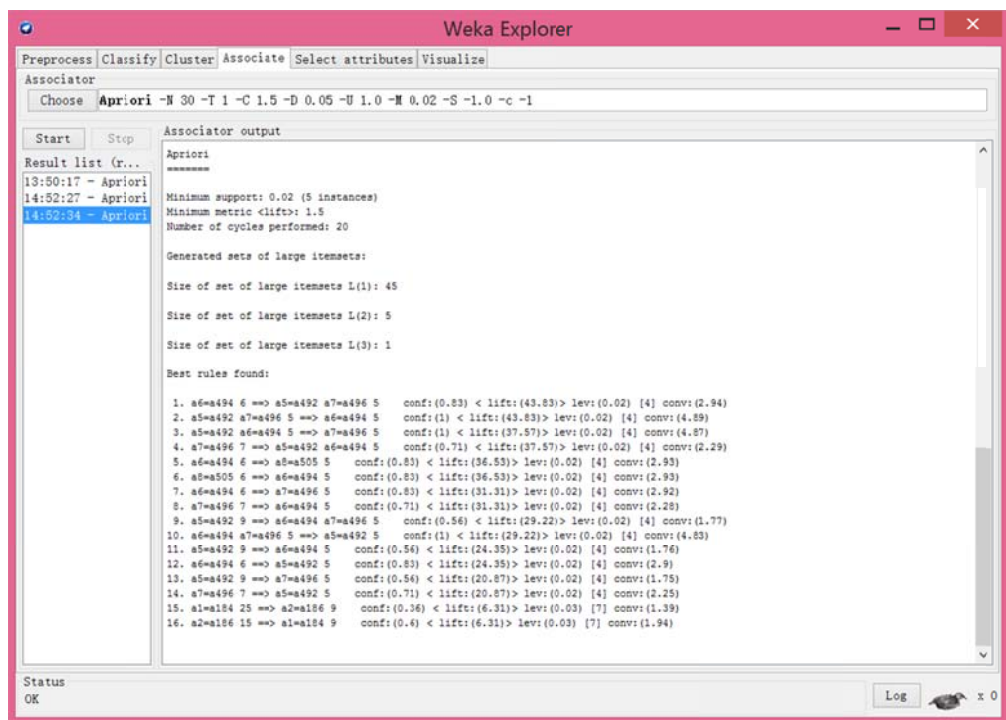 Weka Explorer
Preprocess Classify Cluster Associate Select attributes Visualize
Associator
Choose Apriori -N 30 -T 1 -C 1.5 -D 0.05 -U 1.0 -M 0.02 -S -1.0 -c -1
Start Stop
Result list (r...
13:50:17 - Apriori
14:52:27 - Apriori
14:52:34 - Apriori
Associator output
Apriori
=======
Minimum support: 0.02 (5 instances)
Minimum metric <lift>: 1.5
Number of cycles performed: 20
Generated sets of large itemsets:
Size of set of large itemsets L(1): 45
Size of set of large itemsets L(2): 5
Size of set of large itemsets L(3): 1
Best rules found:
1. a6=a494 6 ==> a5=a492 a7=a496 5 conf:(0.83) < lift:(43.83)> lev:(0.02) [4] conv:(2.94)
2. a5=a492 a7=a496 5 ==> a6=a494 5 conf:(1) < lift:(43.83)> lev:(0.02) [4] conv:(4.89)
3. a5=a492 a6=a494 5 ==> a7=a496 5 conf:(1) < lift:(37.57)> lev:(0.02) [4] conv:(4.87)
4. a7=a496 7 ==> a5=a492 a6=a494 5 conf:(0.71) < lift:(37.57)> lev:(0.02) [4] conv:(2.29)
5. a6=a494 6 ==> a8=a505 5 conf:(0.83) < lift:(36.53)> lev:(0.02) [4] conv:(2.93)
6. a8=a505 6 ==> a6=a494 5 conf:(0.83) < lift:(36.53)> lev:(0.02) [4] conv:(2.93)
7. a6=a494 6 ==> a7=a496 5 conf:(0.83) < lift:(31.31)> lev:(0.02) [4] conv:(2.92)
8. a7=a496 7 ==> a6=a494 5 conf:(0.71) < lift:(31.31)> lev:(0.02) [4] conv:(2.28)
9. a5=a492 9 ==> a6=a494 a7=a496 5 conf:(0.56) < lift:(29.22)> lev:(0.02) [4] conv:(1.77)
10. a6=a494 a7=a496 5 ==> a5=a492 5 conf:(1) < lift:(29.22)> lev:(0.02) [4] conv:(4.83)
11. a5=a492 9 ==> a6=a494 5 conf:(0.56) < lift:(24.35)> lev:(0.02) [4] conv:(1.76)
12. a6=a494 6 ==> a5=a492 5 conf:(0.83) < lift:(24.35)> lev:(0.02) [4] conv:(2.9)
13. a5=a492 9 ==> a7=a496 5 conf:(0.56) < lift:(20.87)> lev:(0.02) [4] conv:(1.75)
14. a7=a496 7 ==> a5=a492 5 conf:(0.71) < lift:(20.87)> lev:(0.02) [4] conv:(2.25)
15. a1=a184 25 ==> a2=a186 9 conf:(0.36) < lift:(6.31)> lev:(0.03) [7] conv:(1.39)
16. a2=a186 15 ==> a1=a184 9 conf:(0.6) < lift:(6.31)> lev:(0.03) [7] conv:(1.94)
Status
OK
Log x 0